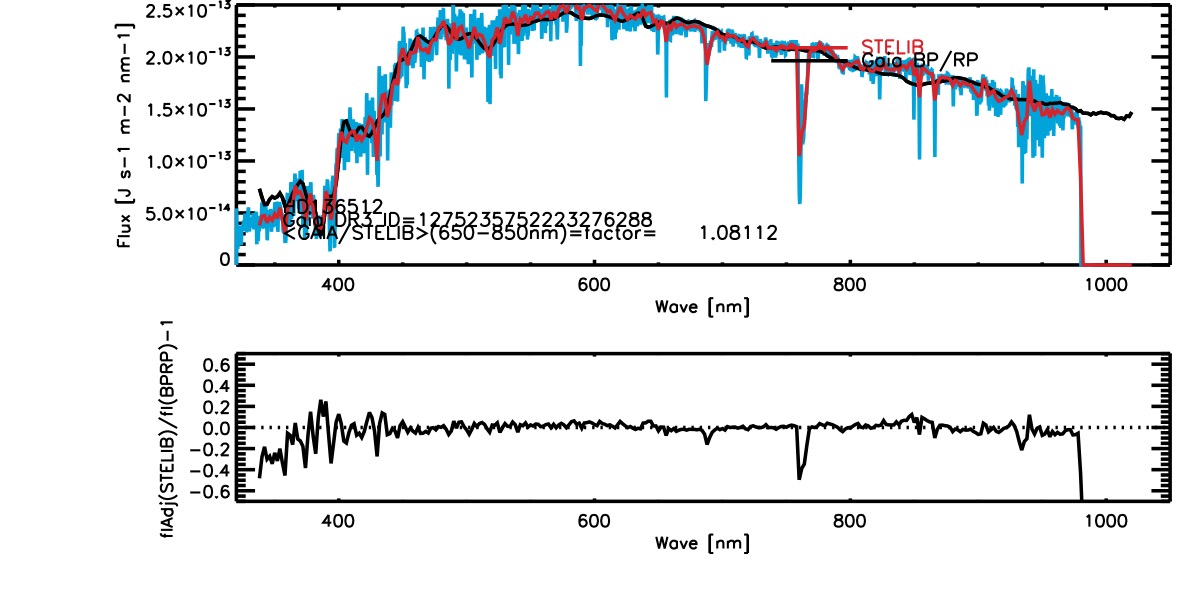 2.5×10−13
2.0×10−13
1.5×10−13
1.0×10−13
5.0×10−14
0
Flux [J s−1 m−2 nm−1]
STELIB
Gaia BP/RP
HD136512
Gaia DR3 ID=1275235752223276288
<GAIA/STELIB>(650−850nm)=factor= 1.08112
400 600 800 1000
Wave [nm]
0.6
0.4
0.2
0.0
−0.2
−0.4
−0.6
flAdj(STELIB)/fl(BPRP)−1
400 600 800 1000
Wave [nm]